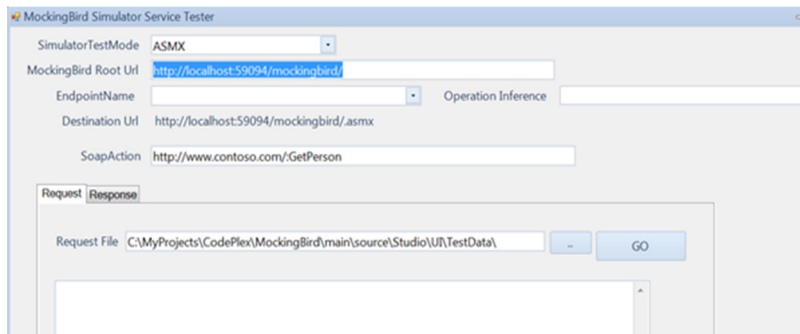 MockingBird Simulator Service Tester
SimulatorTestMode ASMX
MockingBird Root Url http://localhost:59094/mockingbird/
EndpointName Operation Inference
Destination Url http://localhost:59094/mockingbird/.asmx
SoapAction http://www.contoso.com/:GetPerson
Request Response
Request File C:\MyProjects\CodePlex\MockingBird\main\source\Studio\UI\TestData\ .. GO